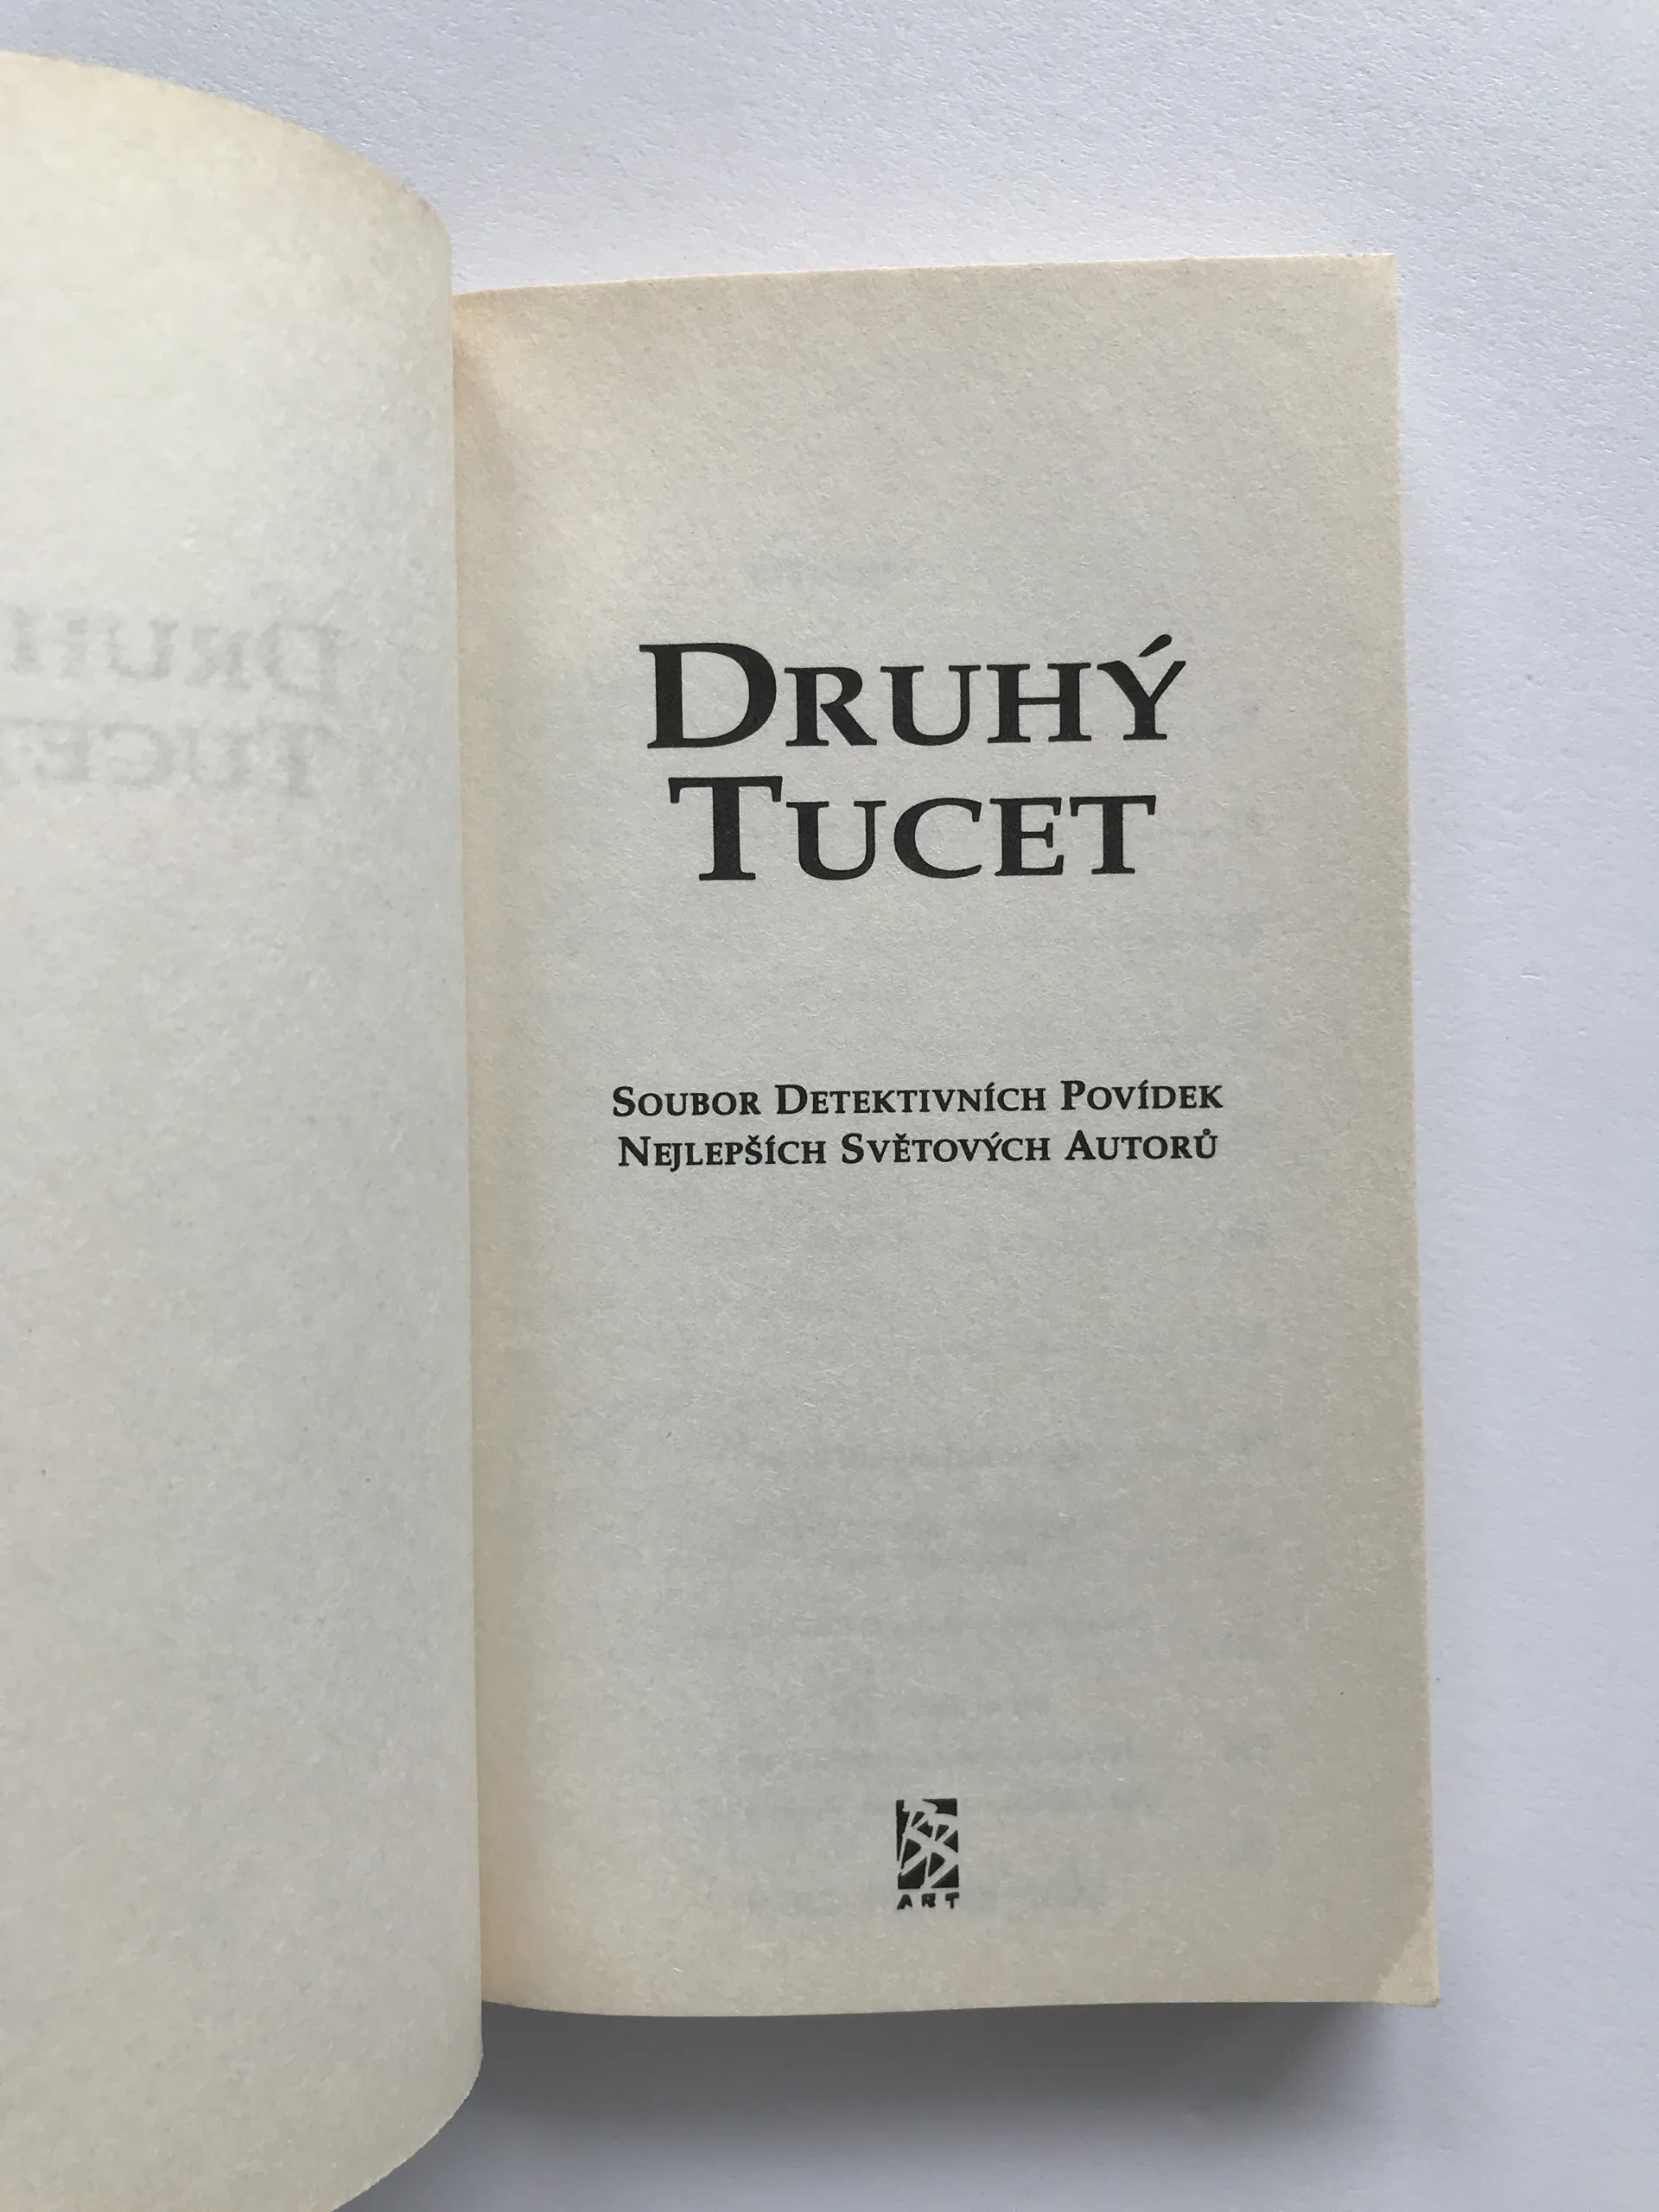 DRUHÝ
TUCET
SOUBOR DETEKTIVNÍCH POVÍDEK
NEJLEPŠÍCH SVĚTOVÝCH AUTORŮ
ART